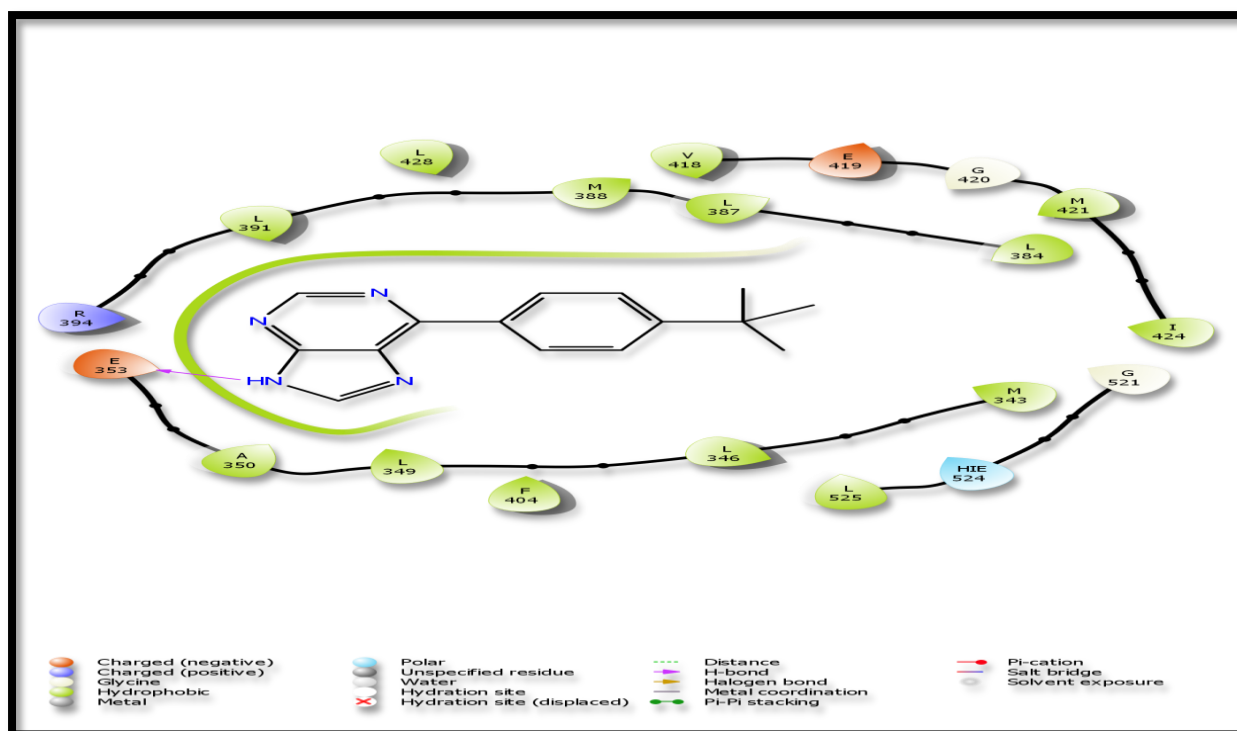 L
428
V
418
E
419
G
420
M
388
L
387
M
421
L
391
L
384
R
394
N
N
I
424
E
353
HN
N
G
521
M
343
A
350
L
349
L
346
F
404
HIE
524
L
525
Charged (negative)
Charged (positive)
Glycine
Hydrophobic
Metal
Polar
Unspecified residue
Water
Hydration site
Hydration site (displaced)
Distance
H-bond
Halogen bond
Metal coordination
Pi-Pi stacking
Pi-cation
Salt bridge
Solvent exposure